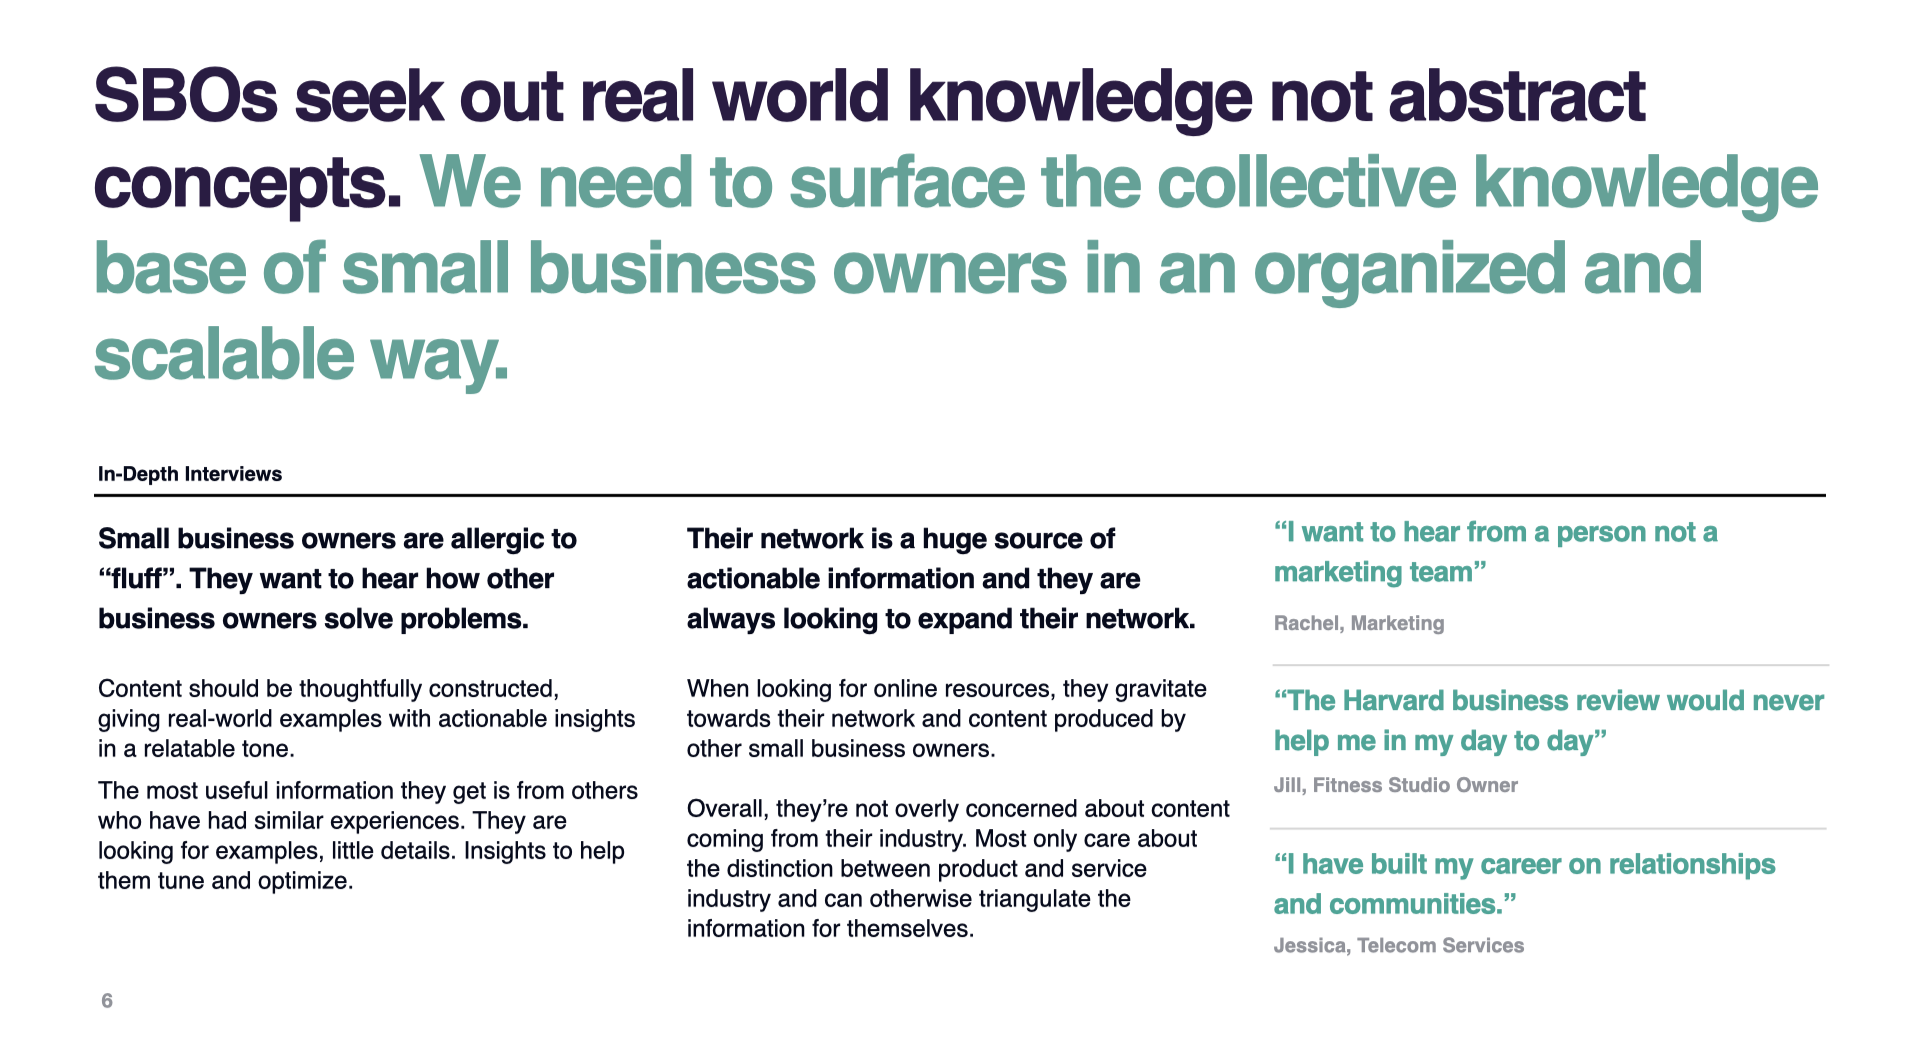 SBOs seek out real world knowledge not abstract
concepts. We need to surface the collective knowledge
base of small business owners in an organized and
scalable way.
In-Depth Interviews
Small business owners are allergic to
“fluff”. They want to hear how other
business owners solve problems.
Content should be thoughtfully constructed,
giving real-world examples with actionable insights
in a relatable tone.
The most useful information they get is from others
who have had similar experiences. They are
looking for examples, little details. Insights to help
them tune and optimize.
Their network is a huge source of
actionable information and they are
always looking to expand their network.
When looking for online resources, they gravitate
towards their network and content produced by
other small business owners.
Overall, they’re not overly concerned about content
coming from their industry. Most only care about
the distinction between product and service
industry and can otherwise triangulate the
information for themselves.
“I want to hear from a person not a
marketing team”
Rachel, Marketing
“The Harvard business review would never
help me in my day to day”
Jill, Fitness Studio Owner
“I have built my career on relationships
and communities.”
Jessica, Telecom Services
6